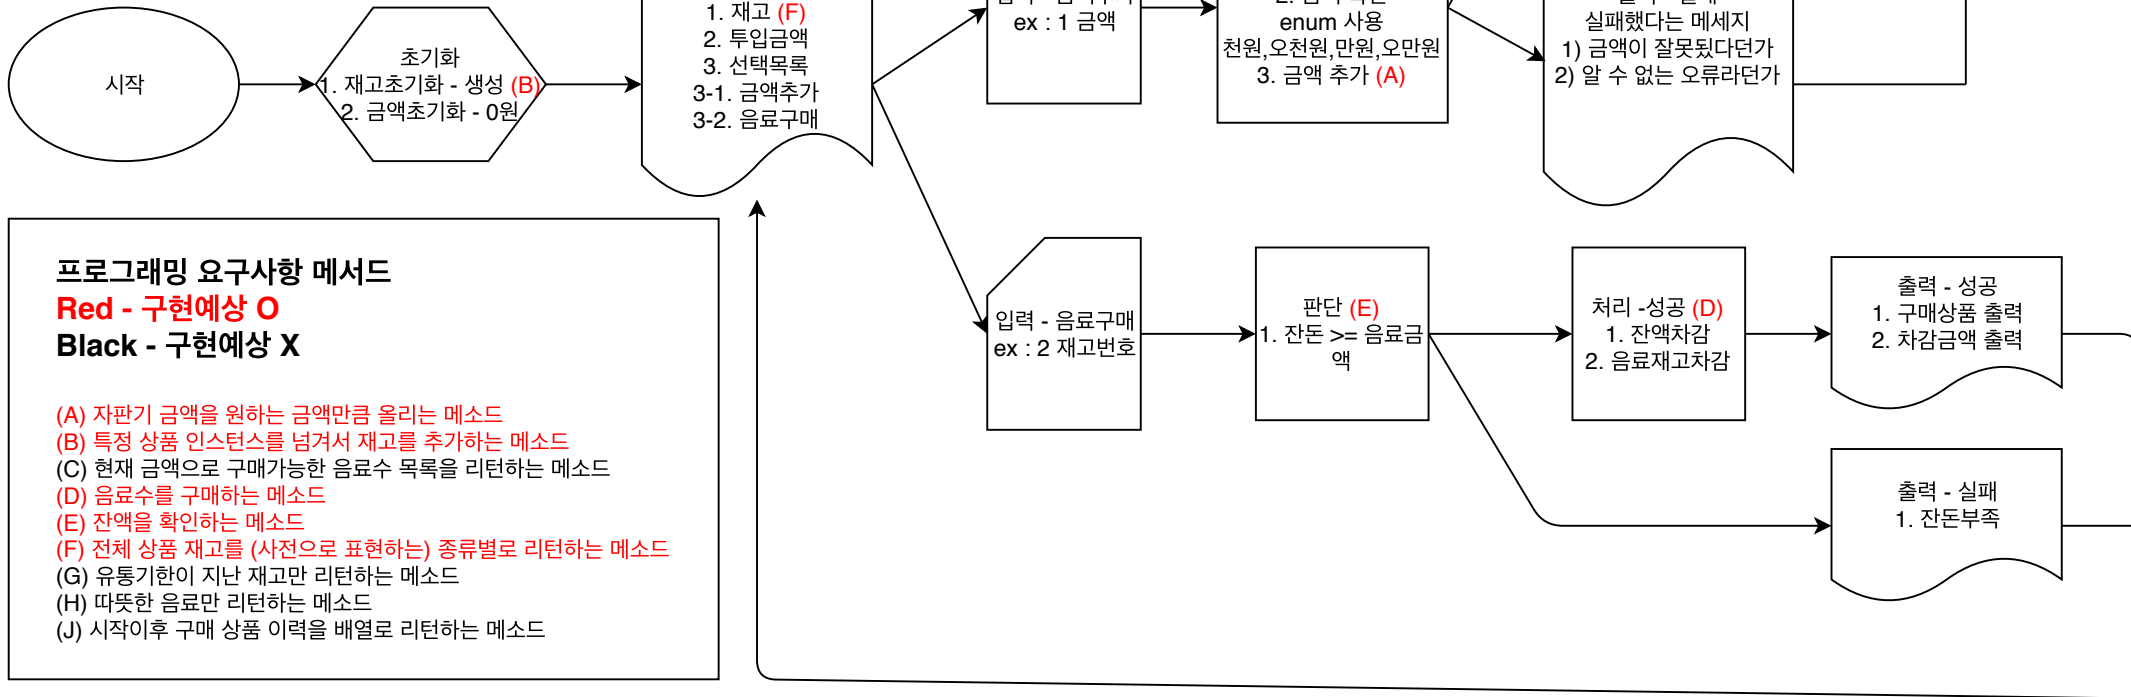 시작
초기화
1. 재고초기화 - 생성 (B)
2. 금액초기화 - 0원
1. 재고 (F)
2. 투입금액
3. 선택목록
3-1. 금액추가
3-2. 음료구매
ex : 1 금액
enum 사용
천원,오천원,만원,오만원
3. 금액 추가 (A)
실패했다는 메세지
1) 금액이 잘못됬다던가
2) 알 수 없는 오류라던가
입력 - 음료구매
ex : 2 재고번호
판단 (E)
1. 잔돈 >= 음료금
액
처리 -성공 (D)
1. 잔액차감
2. 음료재고차감
출력 - 성공
1. 구매상품 출력
2. 차감금액 출력
출력 - 실패
1. 잔돈부족
프로그래밍 요구사항 메서드
Red - 구현예상 O
Black - 구현예상 X
(A) 자판기 금액을 원하는 금액만큼 올리는 메소드
(B) 특정 상품 인스턴스를 넘겨서 재고를 추가하는 메소드
(C) 현재 금액으로 구매가능한 음료수 목록을 리턴하는 메소드
(D) 음료수를 구매하는 메소드
(E) 잔액을 확인하는 메소드
(F) 전체 상품 재고를 (사전으로 표현하는) 종류별로 리턴하는 메소드
(G) 유통기한이 지난 재고만 리턴하는 메소드
(H) 따뜻한 음료만 리턴하는 메소드
(J) 시작이후 구매 상품 이력을 배열로 리턴하는 메소드